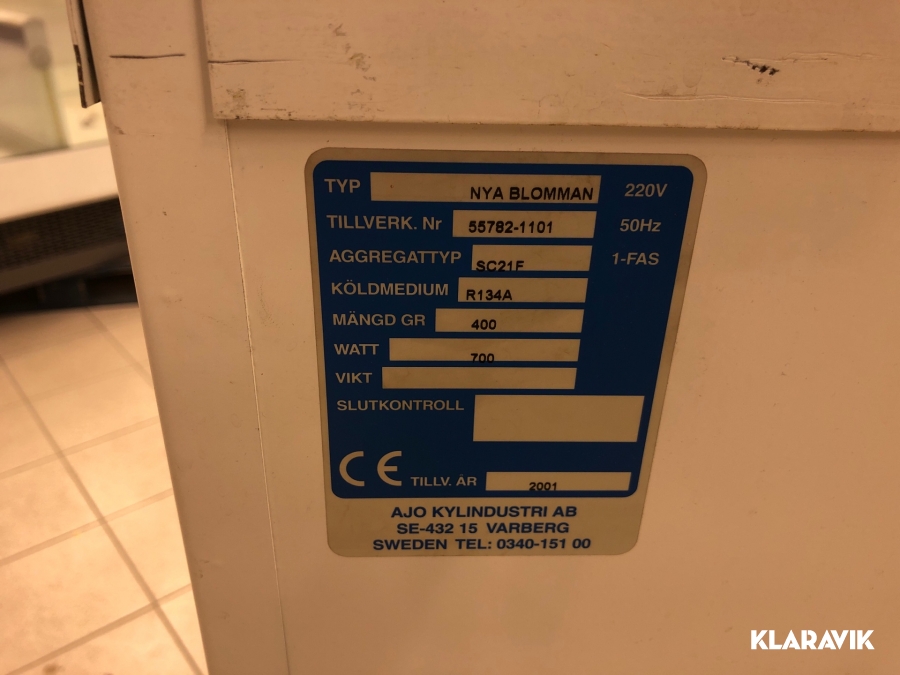 TYP NYA BLOMMAN 220V
TILLVERK. Nr 55782-1101 50Hz
AGGREGATTYP SC21F 1-FAS
KÖLDMEDIUM R134A
MÄNGD GR 400
WATT 700
VIKT
SLUTKONTROLL
CE TILLV. ÅR 2001
AJO KYLINDUSTRI AB
SE-432 15 VARBERG
SWEDEN TEL: 0340-151 00
KLARAVIK